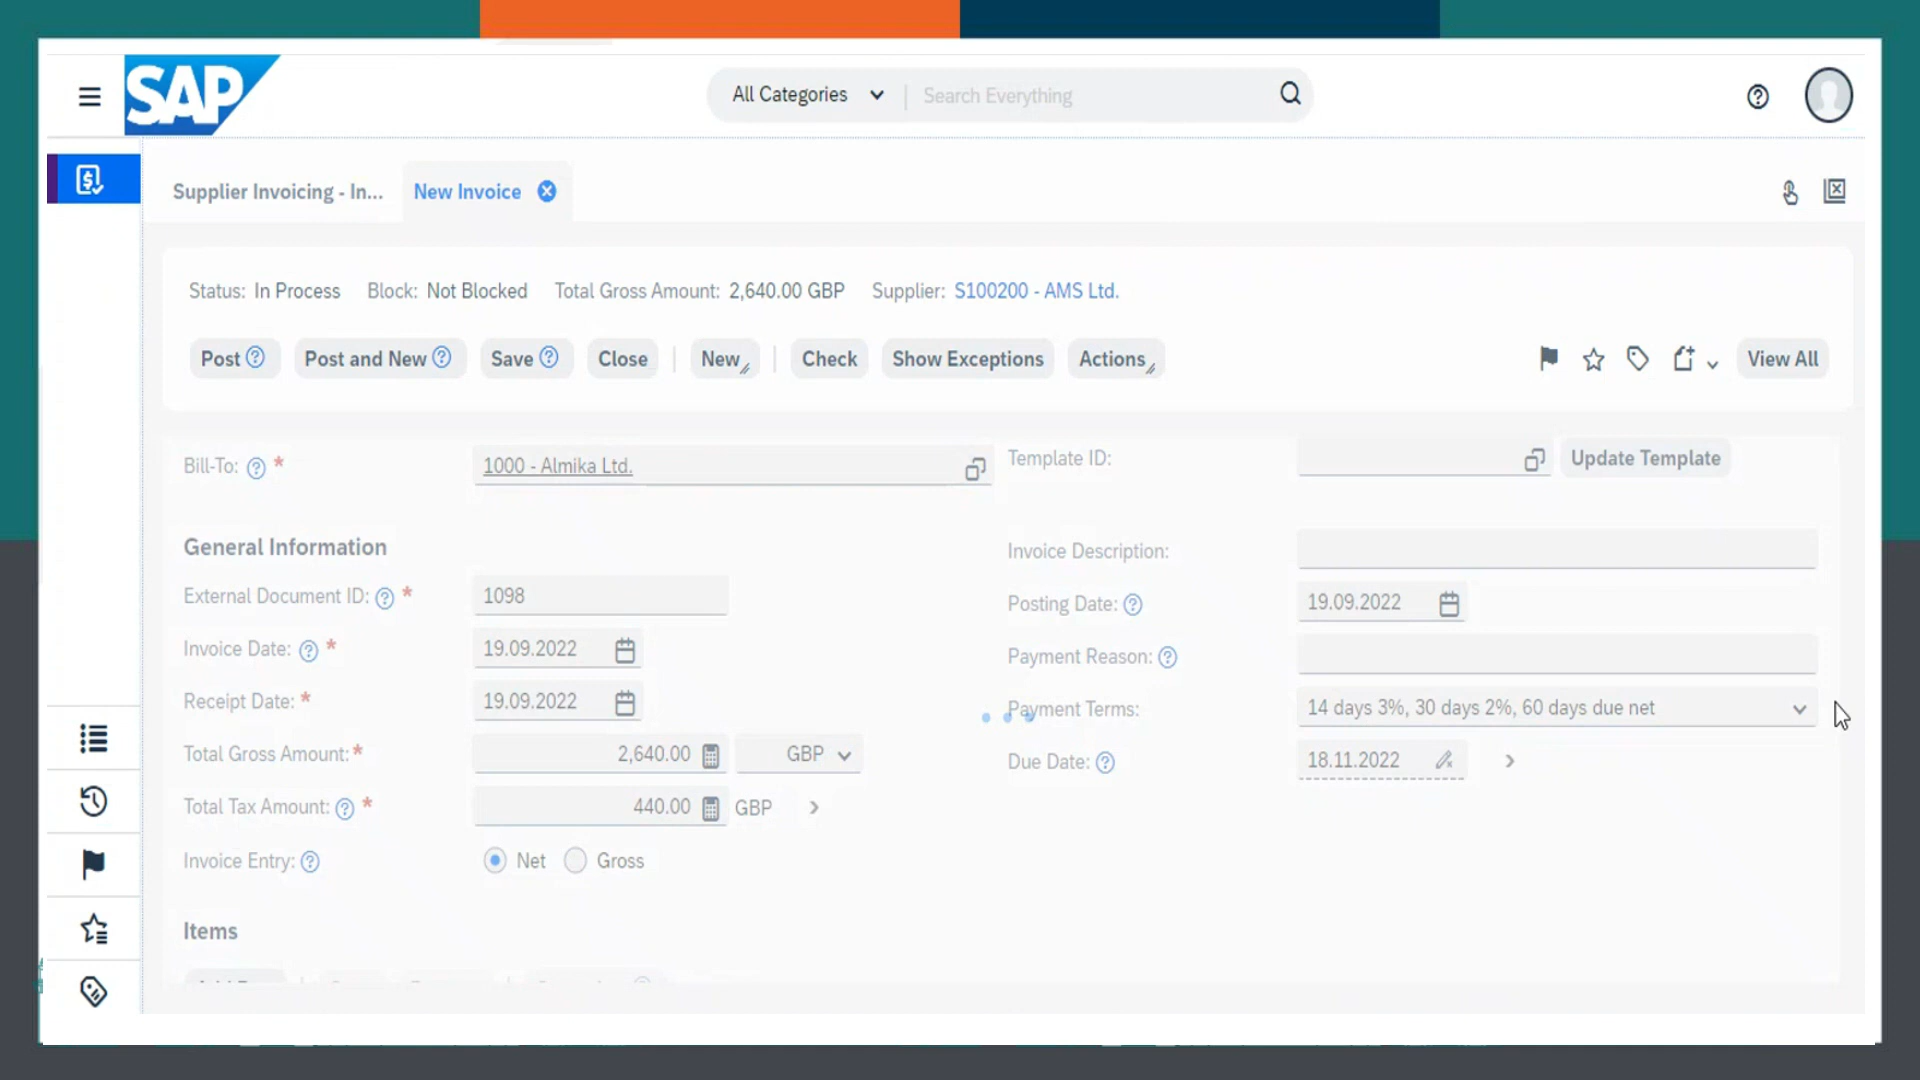 SAP
All Categories
Search Everything
Supplier Invoicing - In...
New Invoice
Status: In Process Block: Not Blocked Total Gross Amount: 2,640.00 GBP Supplier: S100200 - AMS Ltd.
Post Post and New Save Close New Check Show Exceptions Actions View All
Bill-To: * 1000 - Almika Ltd. Template ID: Update Template
General Information
Invoice Description:
External Document ID: * 1098
Posting Date: 19.09.2022
Invoice Date: * 19.09.2022
Payment Reason:
Receipt Date: * 19.09.2022
Payment Terms: 14 days 3%, 30 days 2%, 60 days due net
Total Gross Amount: * 2,640.00 GBP
Due Date: 18.11.2022
Total Tax Amount: * 440.00 GBP
Invoice Entry: Net Gross
Items